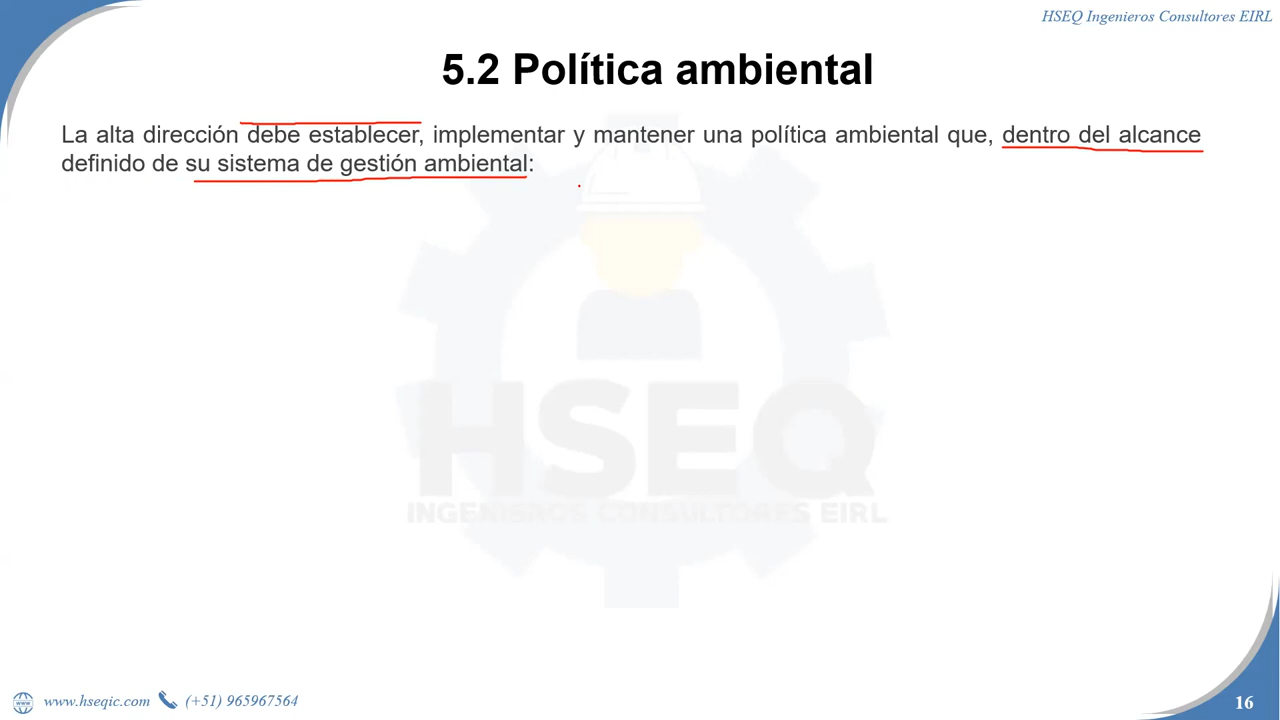 HSEQ Ingenieros Consultores EIRL
5.2 Política ambiental
La alta dirección debe establecer, implementar y mantener una política ambiental que, dentro del alcance
definido de su sistema de gestión ambiental:
HSEQ
INGENIEROS CONSULTORES EIRL
www.hseqic.com (+51) 965967564
16